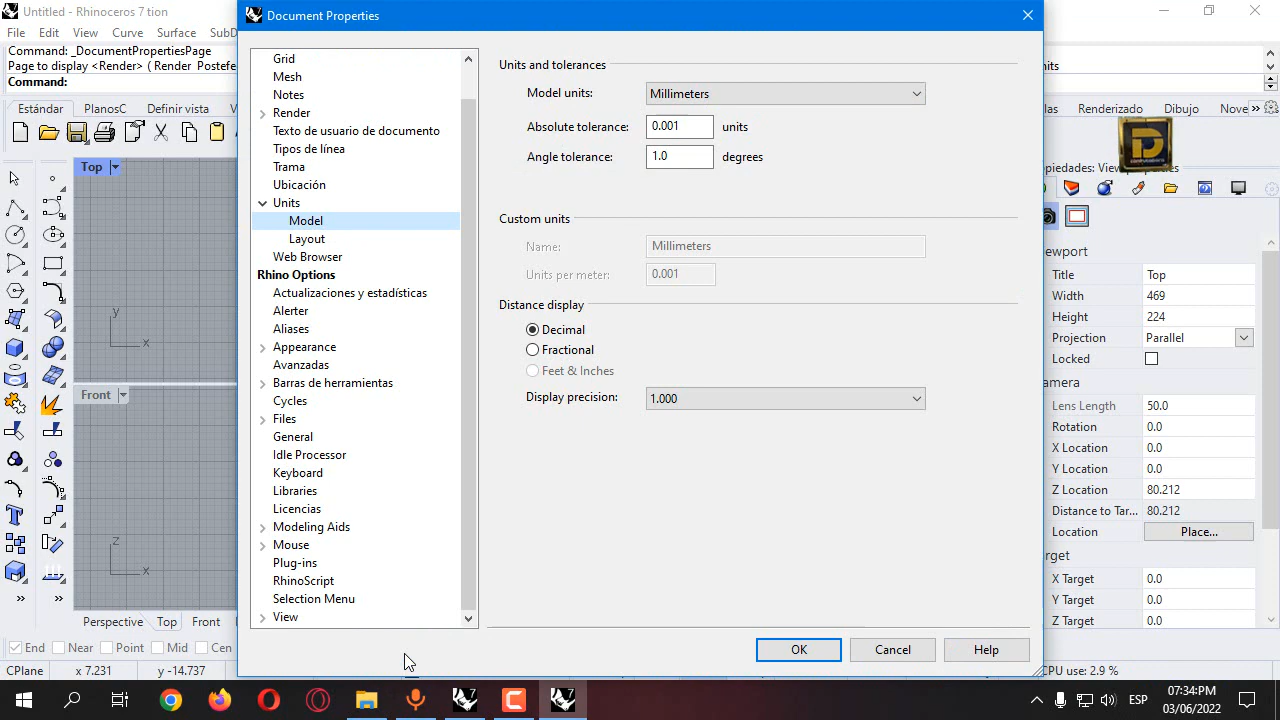 Untitled - Rhinoceros 7 tion
Document Properties
File Edit View Curve Surface Sub
Command: _DocumentPropertiesPage
Page to display <Render> ( Render Postefe
Command:
nits
Estándar PlanosC Definir vista V
las Renderizado Dibujo Nove »
Top
Front
y
x
z
x
Perspective Top Front
End Near Point Mid Cen
CPlane x 7.231 y -14.737
CPU use: 2.9 %
Grid
Mesh
Notes
Render
Texto de usuario de documento
Tipos de línea
Trama
Ubicación
Units
Model
Layout
Web Browser
Rhino Options
Actualizaciones y estadísticas
Alerter
Aliases
Appearance
Avanzadas
Barras de herramientas
Cycles
Files
General
Idle Processor
Keyboard
Libraries
Licencias
Modeling Aids
Mouse
Plug-ins
RhinoScript
Selection Menu
View
Units and tolerances
Model units: Millimeters
Absolute tolerance: 0.001 units
Angle tolerance: 1.0 degrees
Custom units
Name: Millimeters
Units per meter: 0.001
Distance display
Decimal
Fractional
Feet & Inches
Display precision: 1.000
OK Cancel Help
D
opiedades: View
iewport
Title Top
Width 469
Height 224
Projection Parallel
Locked
amera
Lens Length 50.0
Rotation 0.0
X Location 0.0
Y Location 0.0
Z Location 80.212
Distance to Tar... 80.212
Location Place...
rget
X Target 0.0
Y Target 0.0
Z Target 0.0
ESP
07:34 PM
03/06/2022